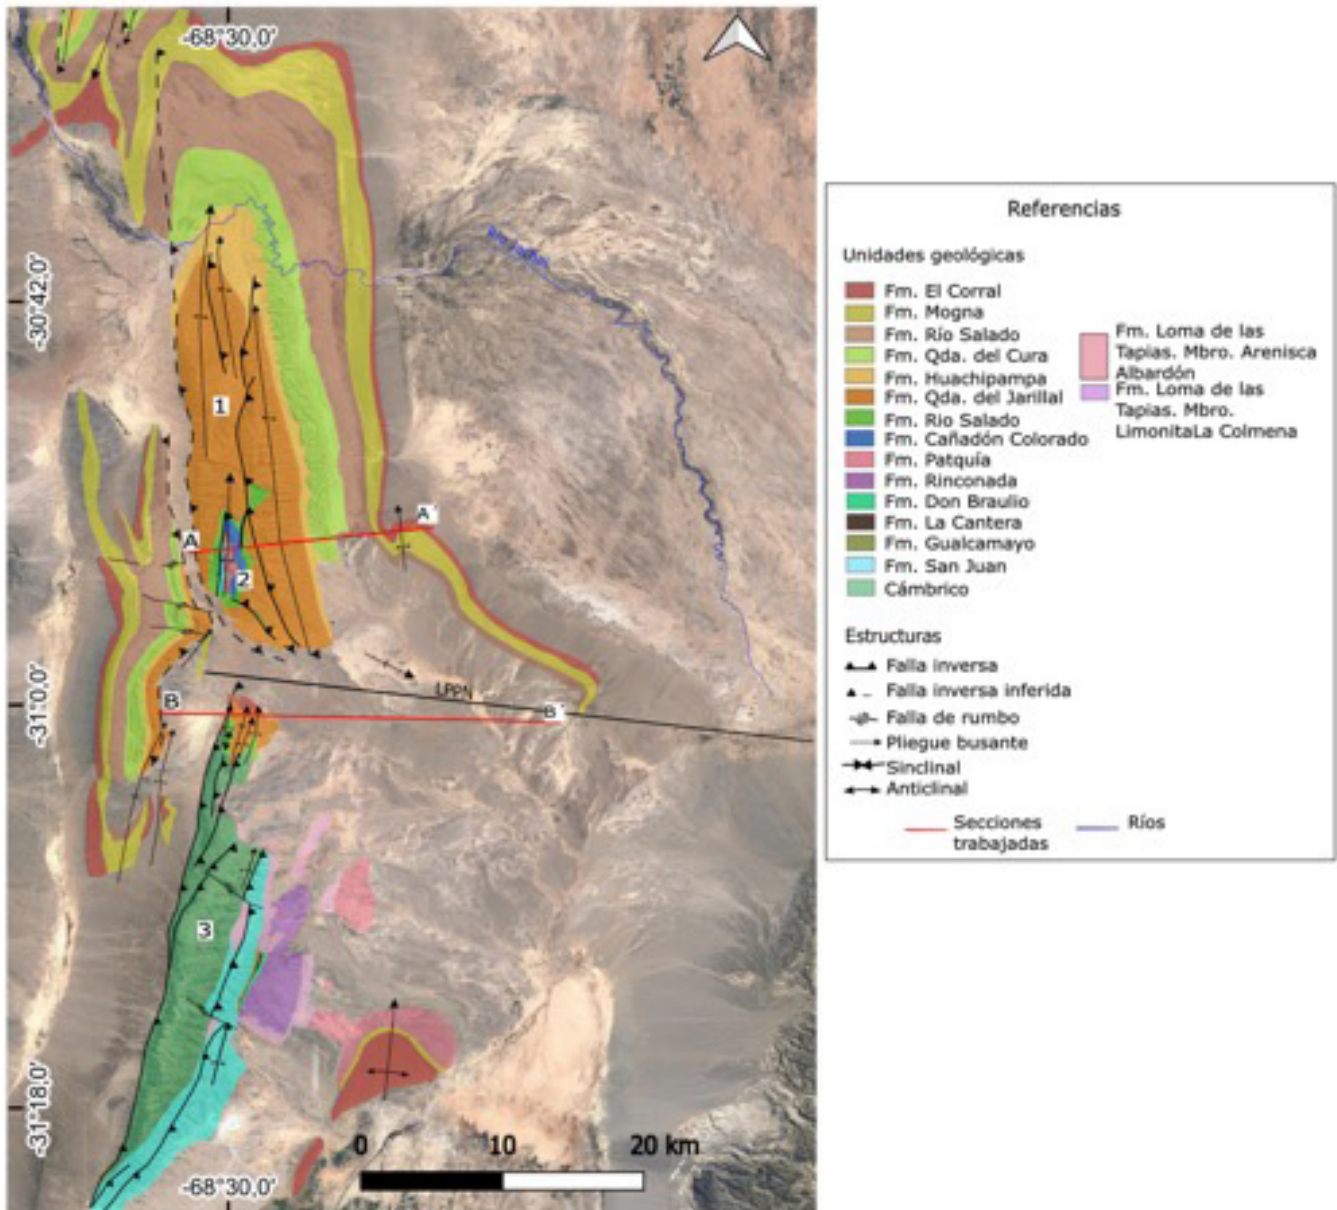 -68°30,0'
Río Jáchal
-30°42,0'
1
A
A´
2
LPPN
B
B´
-31°0,0'
3
-31°18,0'
0 10 20 km
-68°30,0'
Referencias
Unidades geológicas
Fm. El Corral
Fm. Mogna
Fm. Río Salado
Fm. Qda. del Cura
Fm. Huachipampa
Fm. Qda. del Jarillal
Fm. Rio Salado
Fm. Cañadón Colorado
Fm. Patquía
Fm. Rinconada
Fm. Don Braulio
Fm. La Cantera
Fm. Gualcamayo
Fm. San Juan
Cámbrico
Fm. Loma de las
Tapias. Mbro. Arenisca
Albardón
Fm. Loma de las
Tapias. Mbro.
LimonitaLa Colmena
Estructuras
Falla inversa
Falla inversa inferida
Falla de rumbo
Pliegue busante
Sinclinal
Anticlinal
Secciones
trabajadas
Ríos